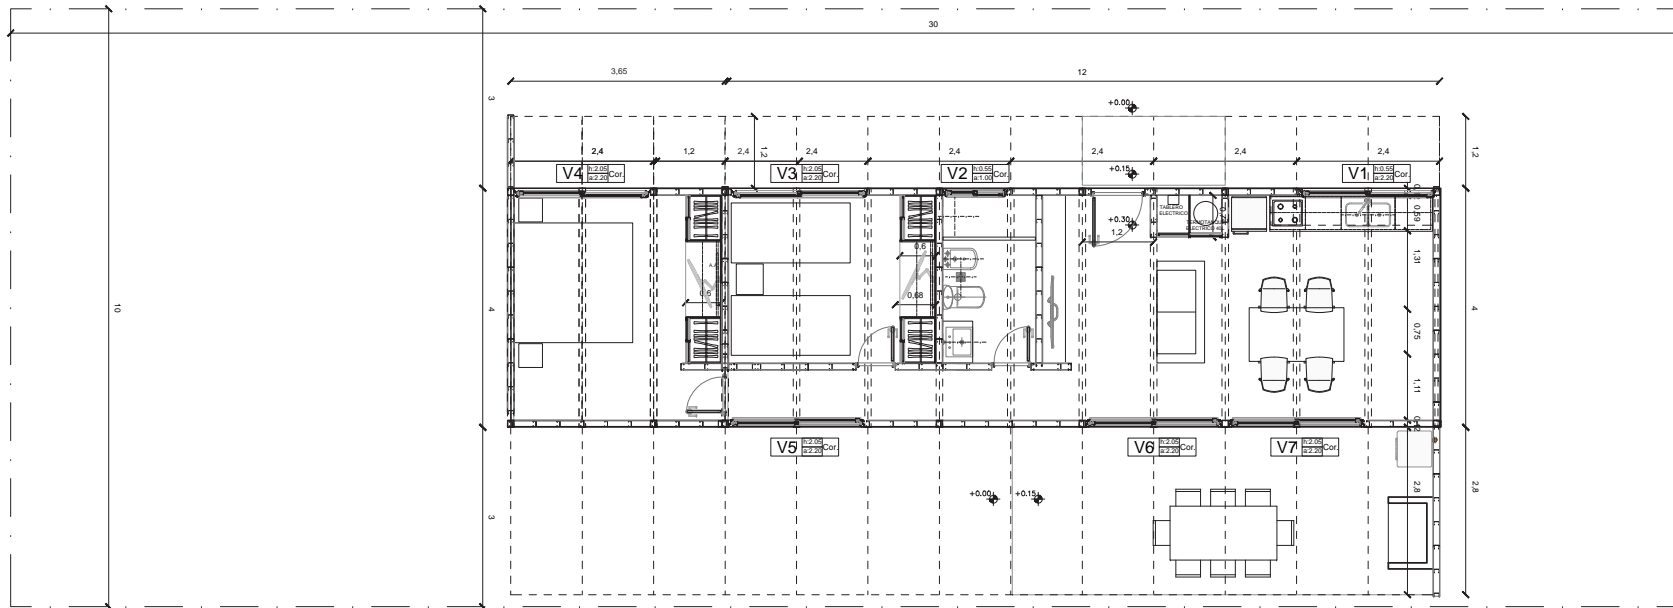 30
3,65
12
3
+0.00
1,2
1,2
2,4
1,2
2,4
2,4
2,4
2,4
2,4
2,4
+0.15
V4
h:2.05
a:2.20
Cor.
V3
h:2.05
a:2.20
Cor.
V2
h:0.55
a:1.00
Cor.
V1
h:0.55
a:2.20
Cor.
TABLERO
ELECTRICO
TERMOTANQUE
ELECTRICO 40L
+0.30
1,2
0,59
0,6
1,31
0,6
0,68
10
4
4
0,75
1,11
V5
h:2.05
a:2.20
Cor.
V6
h:2.05
a:2.20
Cor.
V7
h:2.05
a:2.20
Cor.
+0.00
+0.15
2,8
2,8
3